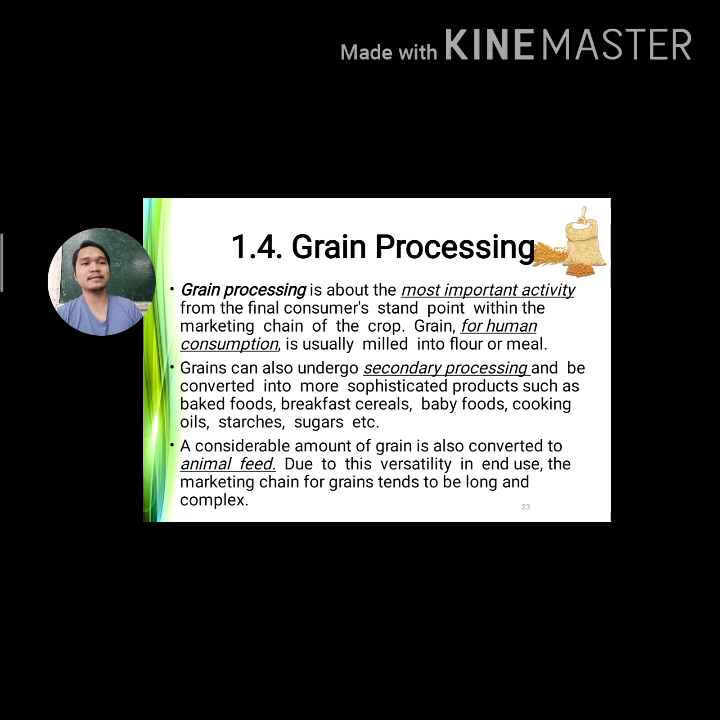 Made with KINEMASTER
1.4. Grain Processing
• Grain processing is about the most important activity
from the final consumer's stand point within the
marketing chain of the crop. Grain, for human
consumption, is usually milled into flour or meal.
• Grains can also undergo secondary processing and be
converted into more sophisticated products such as
baked foods, breakfast cereals, baby foods, cooking
oils, starches, sugars etc.
• A considerable amount of grain is also converted to
animal feed. Due to this versatility in end use, the
marketing chain for grains tends to be long and
complex.
23